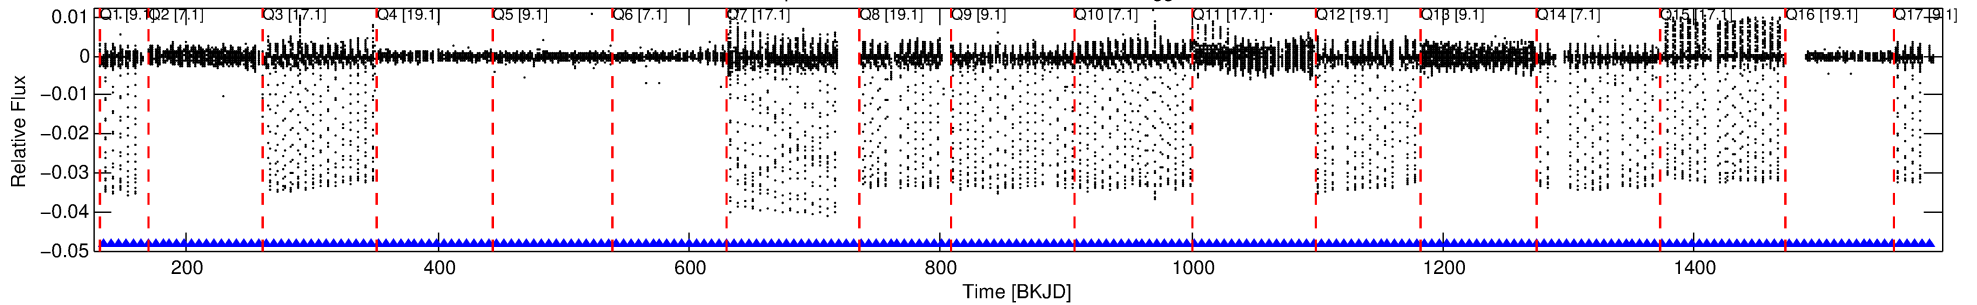 Q1 [9.1] Q2 [7.1] Q3 [17.1] Q4 [19.1] Q5 [9.1] Q6 [7.1] Q7 [17.1] Q8 [19.1] Q9 [9.1] Q10 [7.1] Q11 [17.1] Q12 [19.1] Q13 [9.1] Q14 [7.1] Q15 [17.1] Q16 [19.1] Q17 [9.1]
0.01
0
−0.01
−0.02
−0.03
−0.04
−0.05
Relative Flux
200 400 600 800 1000 1200 1400
Time [BKJD]